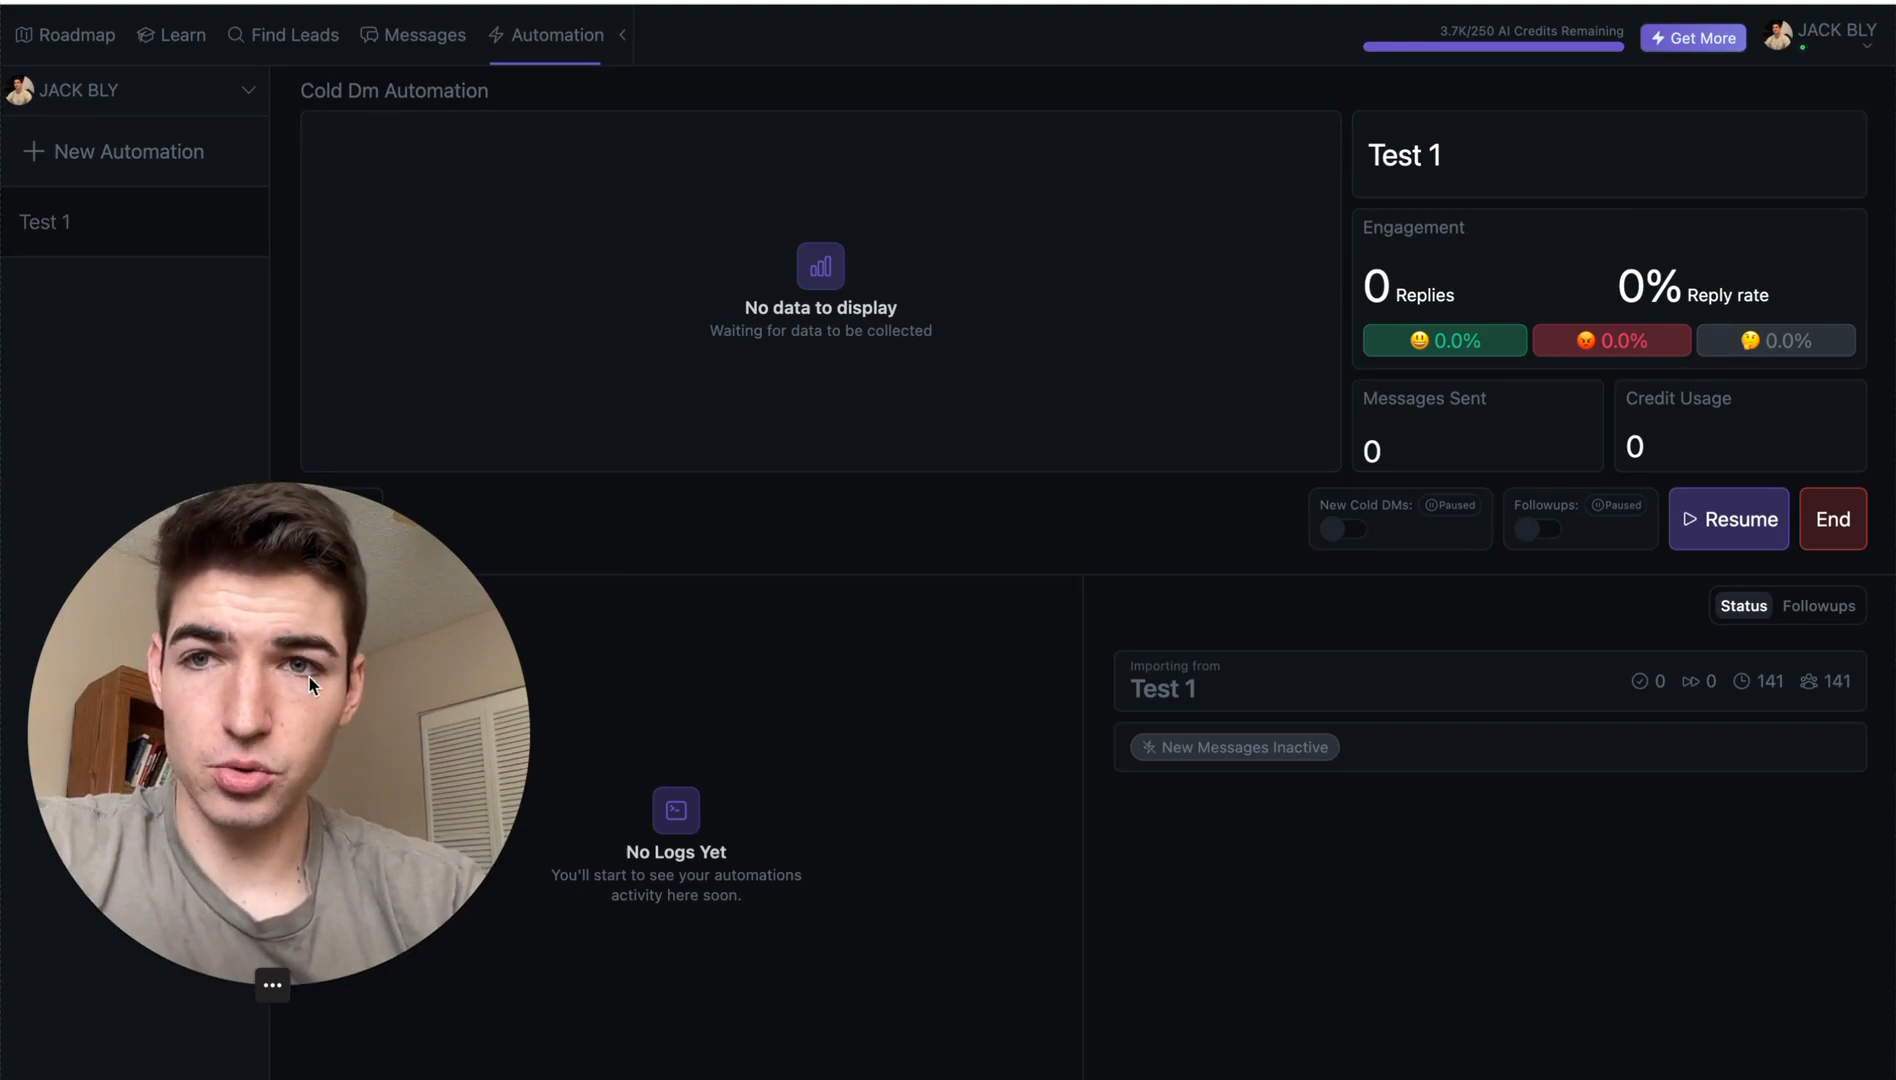 Roadmap
Learn
Find Leads
Messages
Automation
3.7K/250 AI Credits Remaining
Get More
JACK BLY
JACK BLY
New Automation
Test 1
Cold Dm Automation
No data to display
Waiting for data to be collected
Test 1
Engagement
0 Replies
0% Reply rate
0.0%
0.0%
0.0%
Messages Sent
0
Credit Usage
0
New Cold DMs: Paused
Followups: Paused
Resume
End
No Logs Yet
You'll start to see your automations
activity here soon.
Status
Followups
Importing from
Test 1
0
0
141
141
New Messages Inactive